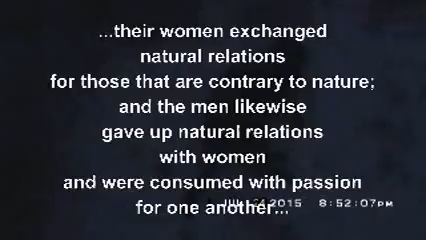 ...their women exchanged
natural relations
for those that are contrary to nature;
and the men likewise
gave up natural relations
with women
and were consumed with passion
for one another...
2015 8:52:07PM